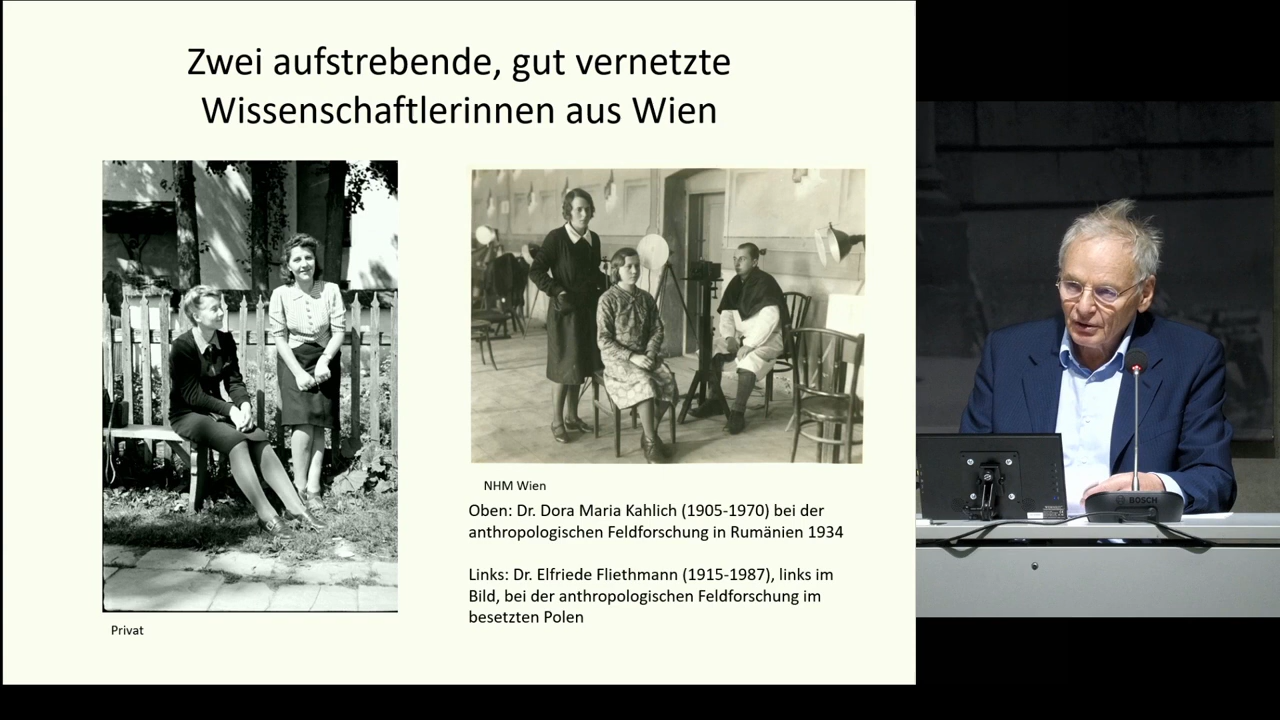 Zwei aufstrebende, gut vernetzte
Wissenschaftlerinnen aus Wien
NHM Wien
Oben: Dr. Dora Maria Kahlich (1905-1970) bei der
anthropologischen Feldforschung in Rumänien 1934
Links: Dr. Elfriede Fliethmann (1915-1987), links im
Bild, bei der anthropologischen Feldforschung im
besetzten Polen
Privat
BOSCH